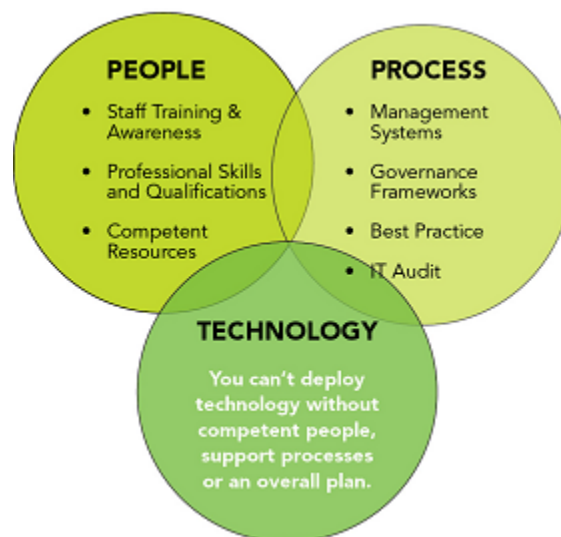 PEOPLE
• Staff Training &
Awareness
• Professional Skills
and Qualifications
• Competent
Resources
PROCESS
• Management
Systems
• Governance
Frameworks
• Best Practice
• IT Audit
TECHNOLOGY
You can't deploy
technology without
competent people,
support processes
or an overall plan.